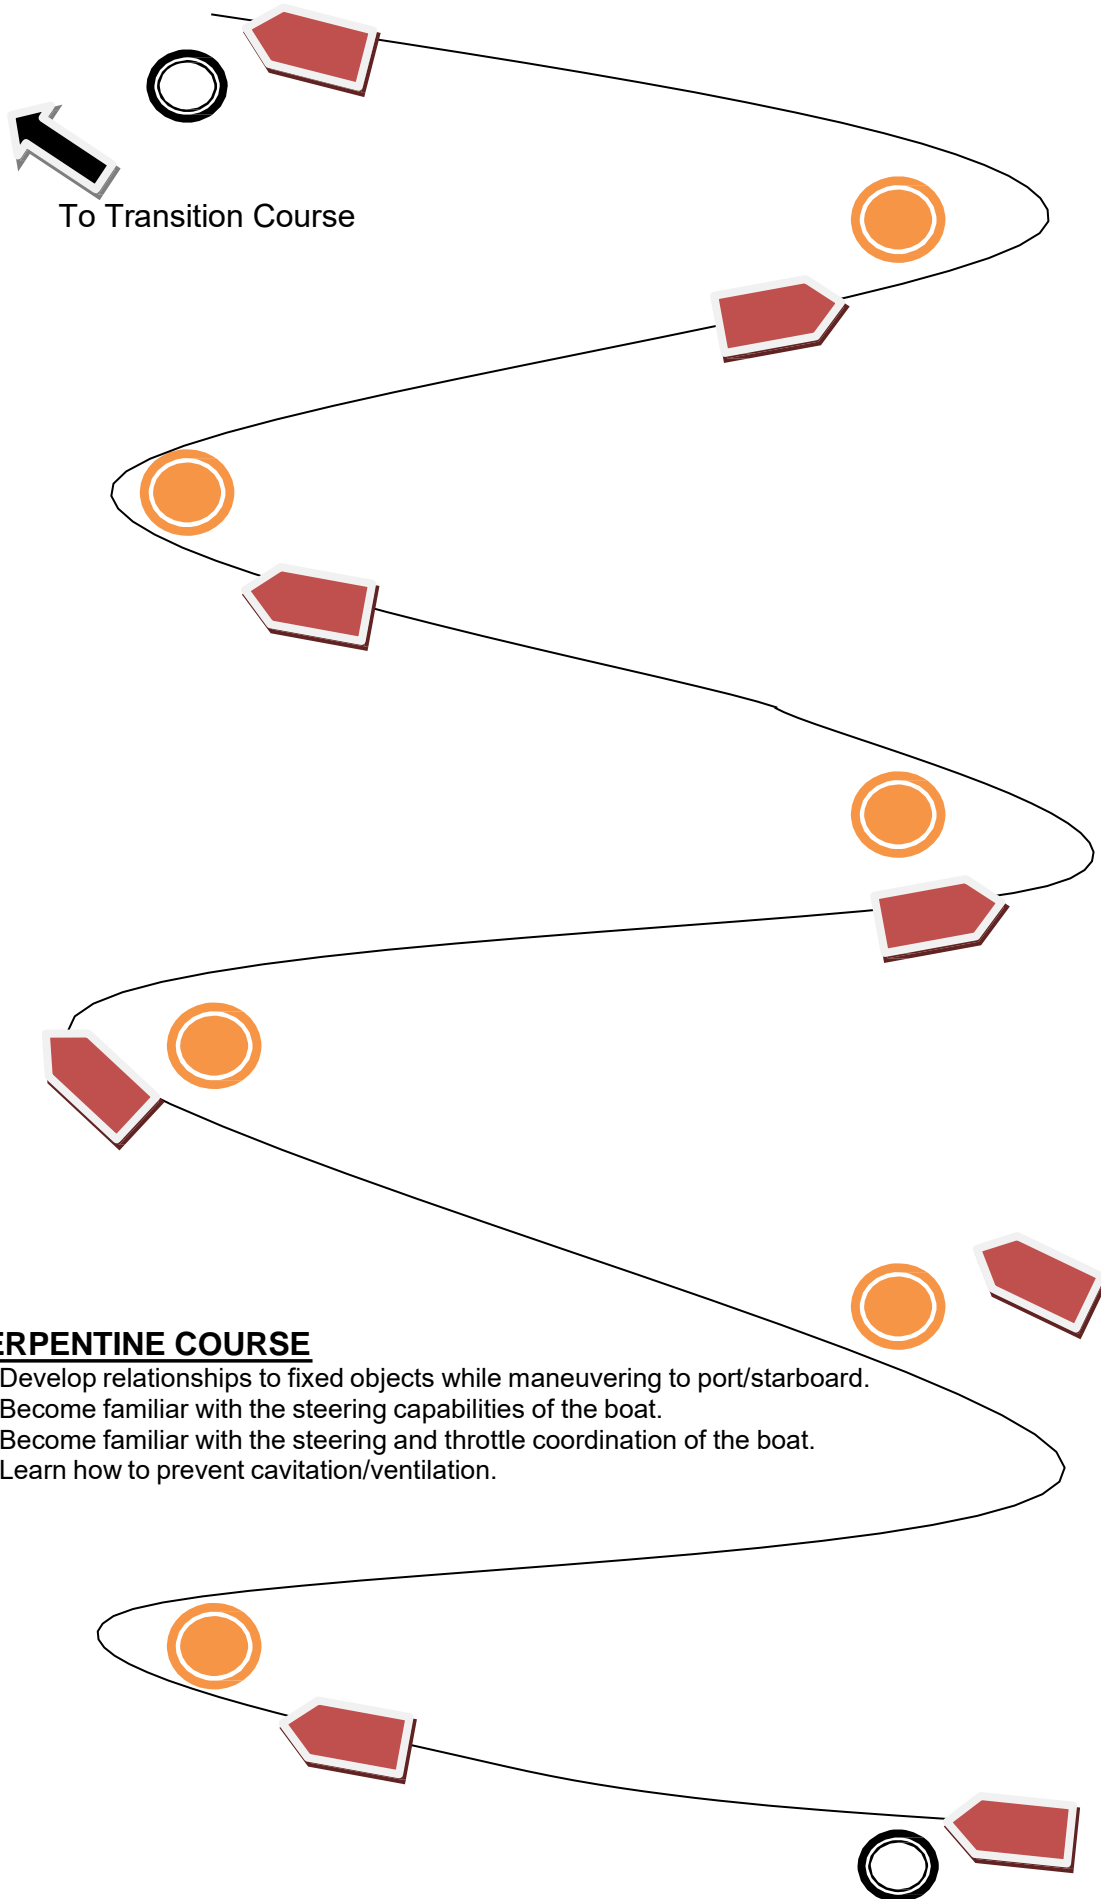 To Transition Course
ERPENTINE COURSE
Develop relationships to fixed objects while maneuvering to port/starboard.
Become familiar with the steering capabilities of the boat.
Become familiar with the steering and throttle coordination of the boat.
Learn how to prevent cavitation/ventilation.